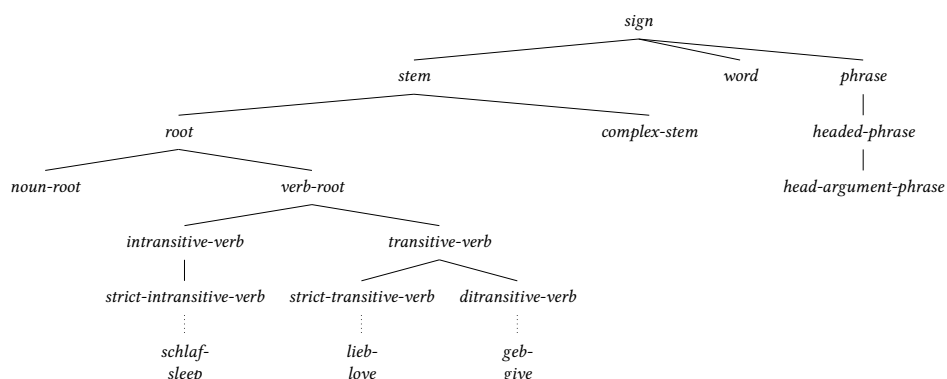 sign
stem word phrase
root complex-stem headed-phrase
noun-root verb-root head-argument-phrase
intransitive-verb transitive-verb
strict-intransitive-verb strict-transitive-verb ditransitive-verb
schlaf- lieb- geb-
sleep love give